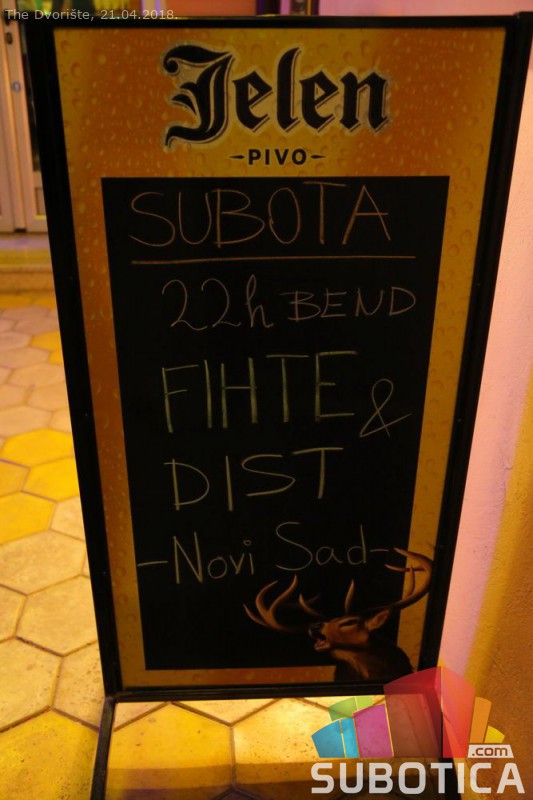 The Dvorište, 21.04.2018.
Jelen
-PIVO-
SUBOTA
22h BEND
FIHTE &
DIST
-Novi Sad-
.com
SUBOTICA